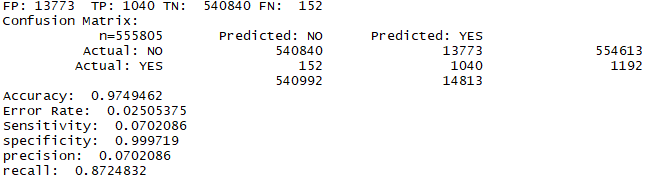 FP: 13773 TP: 1040 TN: 540840 FN: 152
Confusion Matrix:
n=555805 Predicted: NO Predicted: YES
Actual: NO 540840 13773 554613
Actual: YES 152 1040 1192
540992 14813
Accuracy: 0.9749462
Error Rate: 0.02505375
Sensitivity: 0.0702086
specificity: 0.999719
precision: 0.0702086
recall: 0.8724832